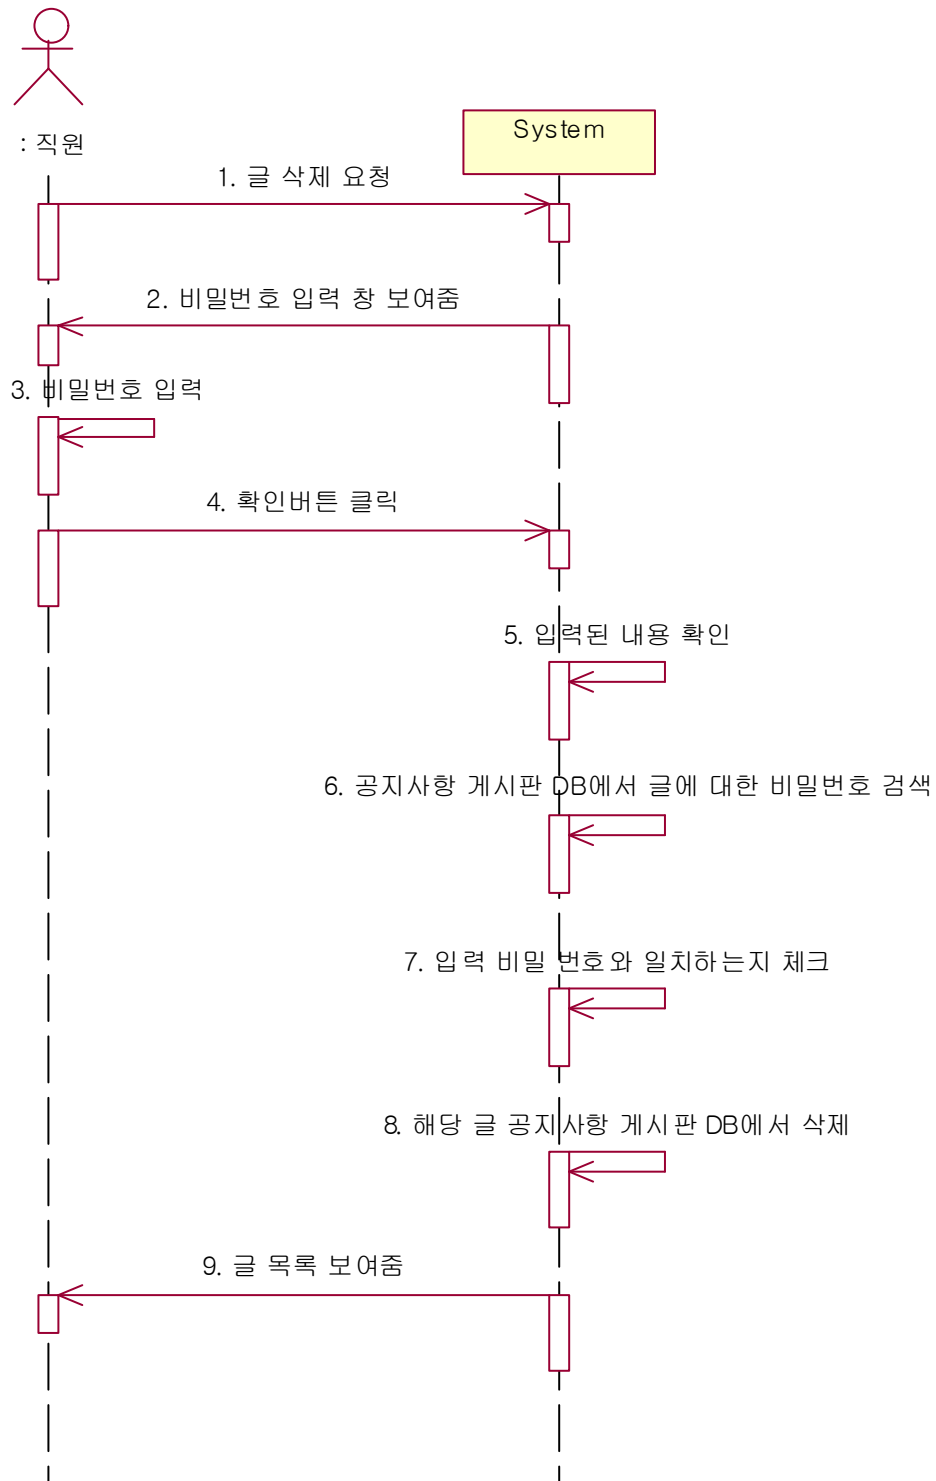 : 직원
System
1. 글 삭제 요청
2. 비밀번호 입력 창 보여줌
3. 비밀번호 입력
4. 확인버튼 클릭
5. 입력된 내용 확인
6. 공지사항 게시판 DB에서 글에 대한 비밀번호 검색
7. 입력 비밀 번호와 일치하는지 체크
8. 해당 글 공지사항 게시판 DB에서 삭제
9. 글 목록 보여줌